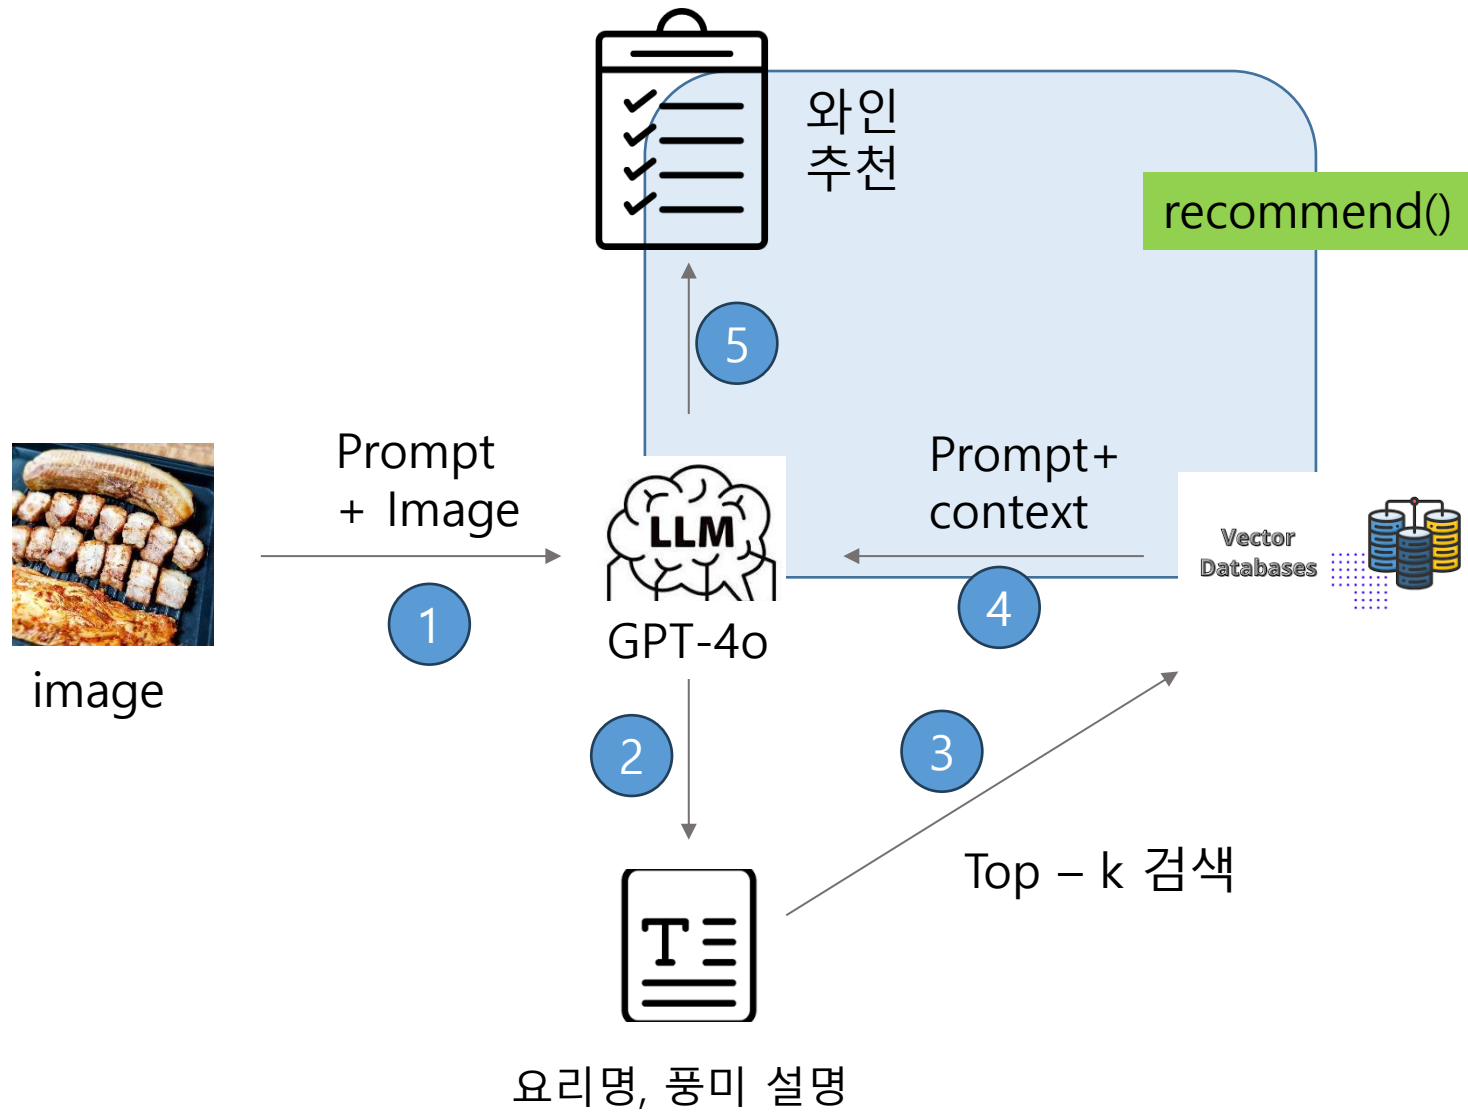 와인
추천
recommend()
5
Prompt
+ Image
Prompt+
context
LLM
Vector
Databases
1
4
GPT-4o
image
2
3
Top – k 검색
T
요리명, 풍미 설명